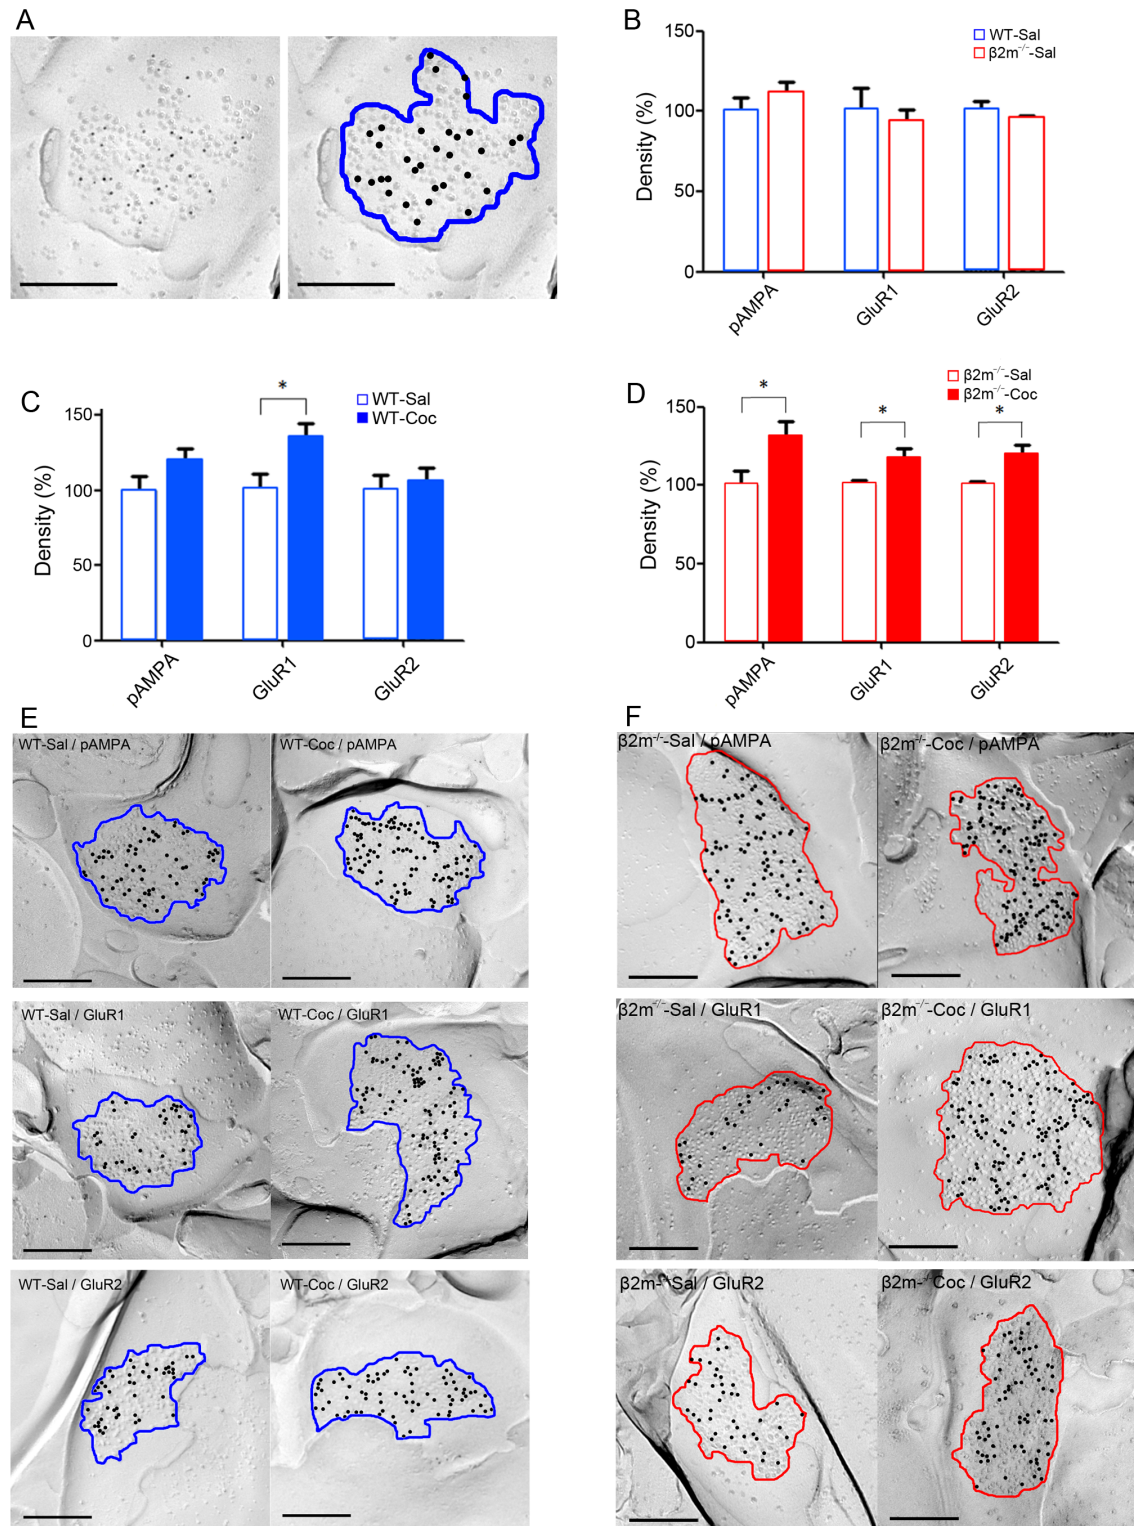 A
B
150
100
50
0
Density (%)
WT-Sal
β2m⁻/⁻-Sal
pAMPA
GluR1
GluR2
C
150
100
50
0
Density (%)
*
WT-Sal
WT-Coc
pAMPA
GluR1
GluR2
D
150
100
50
0
Density (%)
*
*
*
β2m⁻/⁻-Sal
β2m⁻/⁻-Coc
pAMPA
GluR1
GluR2
E
WT-Sal / pAMPA
WT-Coc / pAMPA
WT-Sal / GluR1
WT-Coc / GluR1
WT-Sal / GluR2
WT-Coc / GluR2
F
β2m⁻/⁻-Sal / pAMPA
β2m⁻/⁻-Coc / pAMPA
β2m⁻/⁻-Sal / GluR1
β2m⁻/⁻-Coc / GluR1
β2m-⁻Sal / GluR2
β2m-⁻Coc / GluR2